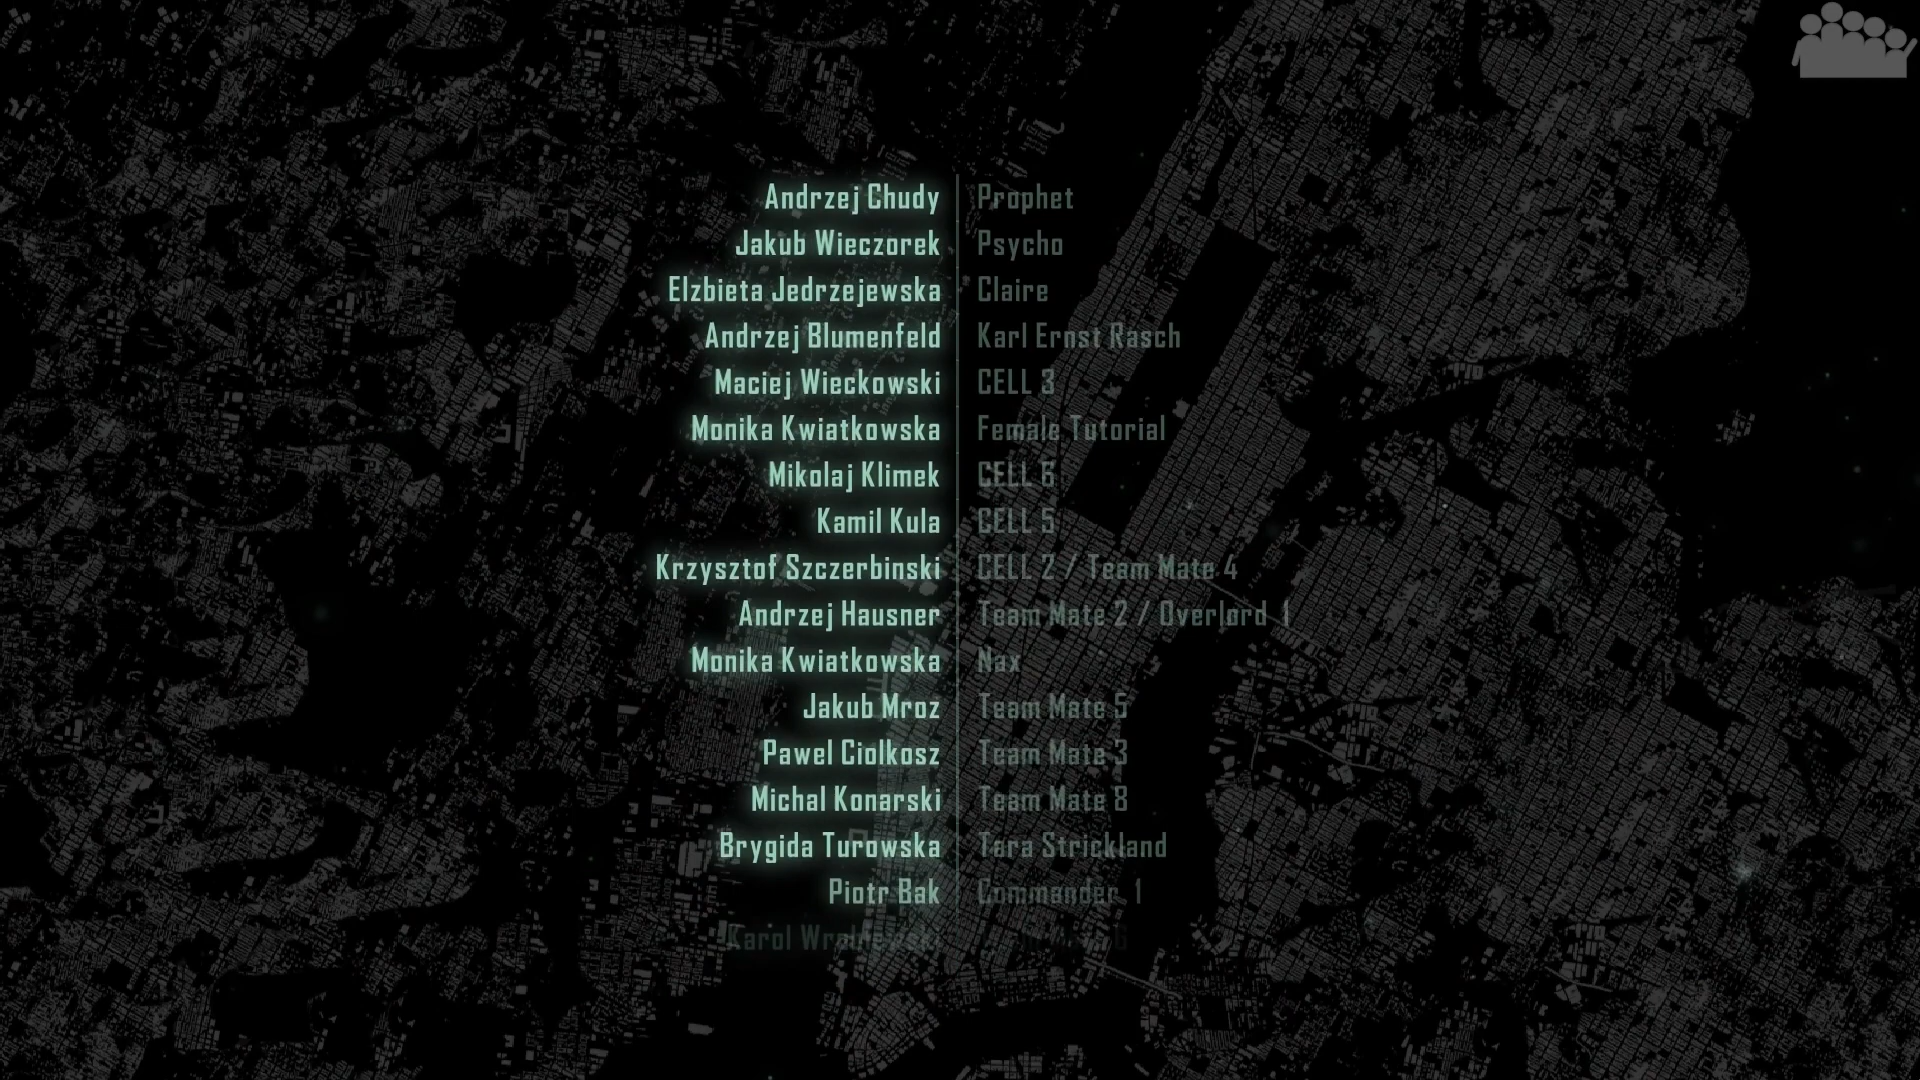 Andrzej Chudy Prophet
Jakub Wieczorek Psycho
Elzbieta Jedrzejewska Claire
Andrzej Blumenfeld Karl Ernst Rasch
Maciej Wieckowski CELL 3
Monika Kwiatkowska Female Tutorial
Mikolaj Klimek CELL 6
Kamil Kula CELL 5
Krzysztof Szczerbinski CELL 2 / Team Mate 4
Andrzej Hausner Team Mate 2 / Overlord 1
Monika Kwiatkowska Nax
Jakub Mroz Team Mate 5
Pawel Ciolkosz Team Mate 3
Michal Konarski Team Mate 8
Brygida Turowska Tara Strickland
Piotr Bak Commander 1
Karol 6